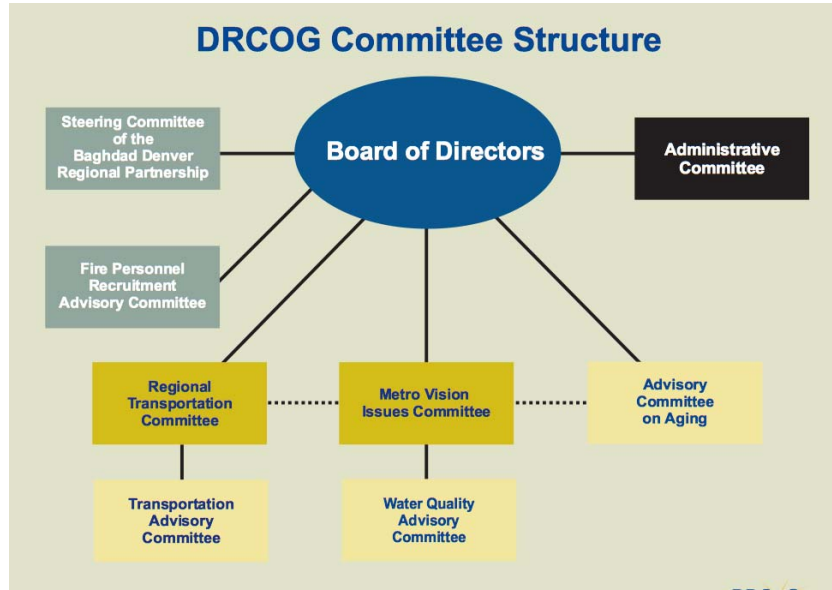 DRCOG Committee Structure
Steering Committee
of the
Baghdad Denver
Regional Partnership
Board of Directors
Administrative
Committee
Fire Personnel
Recruitment
Advisory Committee
Regional
Transportation
Committee
Metro Vision
Issues Committee
Advisory
Committee
on Aging
Transportation
Advisory
Committee
Water Quality
Advisory
Committee